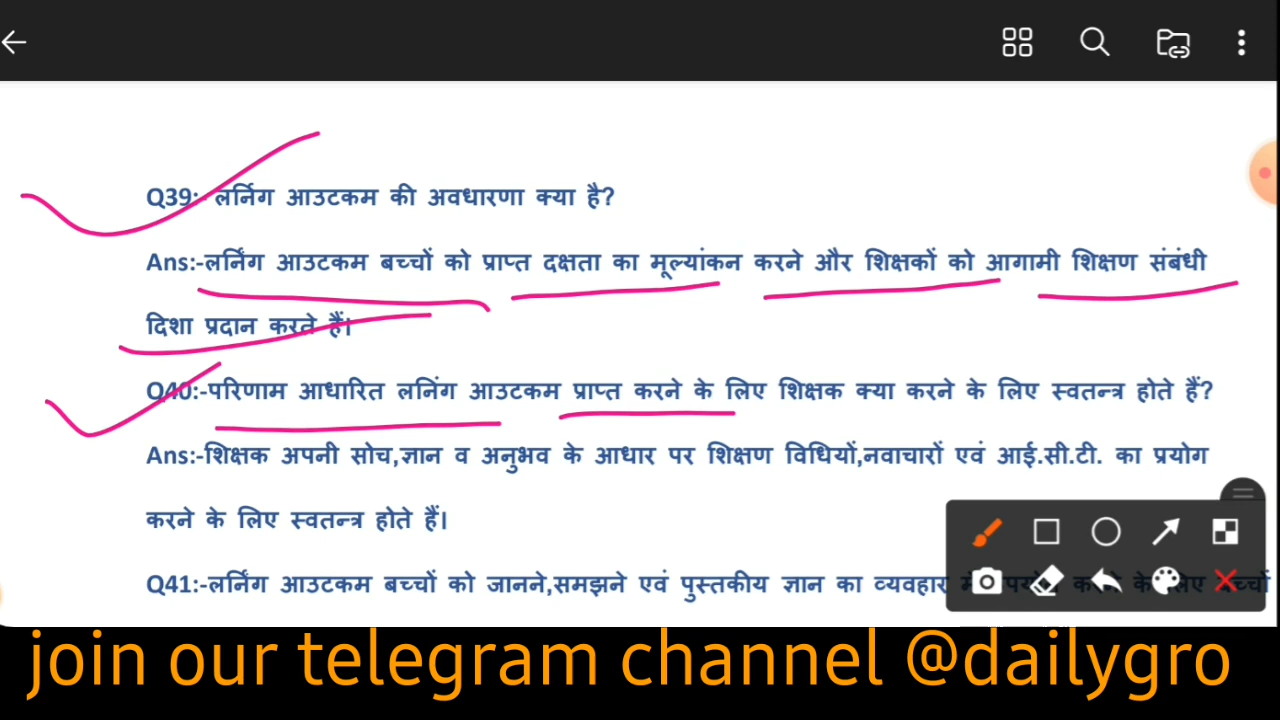 Q39:- लर्निग आउटकम की अवधारणा क्या है?
Ans:-लर्निंग आउटकम बच्चों को प्राप्त दक्षता का मूल्यांकन करने और शिक्षकों को आगामी शिक्षण संबंधी
दिशा प्रदान करते हैं।
Q40:-परिणाम आधारित लर्निंग आउटकम प्राप्त करने के लिए शिक्षक क्या करने के लिए स्वतन्त्र होते हैं?
Ans:-शिक्षक अपनी सोच,ज्ञान व अनुभव के आधार पर शिक्षण विधियों,नवाचारों एवं आई.सी.टी. का प्रयोग
करने के लिए स्वतन्त्र होते हैं।
Q41:-लर्निंग आउटकम बच्चों को जानने,समझने एवं पुस्तकीय ज्ञान का व्यवहार करने के लिए बच्चों
join our telegram channel @dailygro